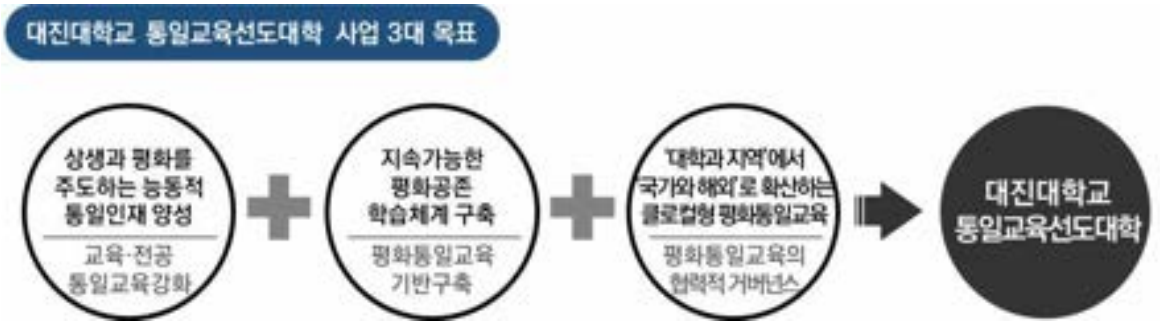 대진대학교 통일교육선도대학 사업 3대 목표
상생과 평화를
주도하는 능동적
통일인재 양성
교육·전공
통일교육강화
지속가능한
평화공존
학습체계 구축
평화통일교육
기반구축
'대학과 지역'에서
'국가와 해외'로 확산하는
클로컬형 평화통일교육
평화통일교육의
협력적 거버넌스
대진대학교
통일교육선도대학